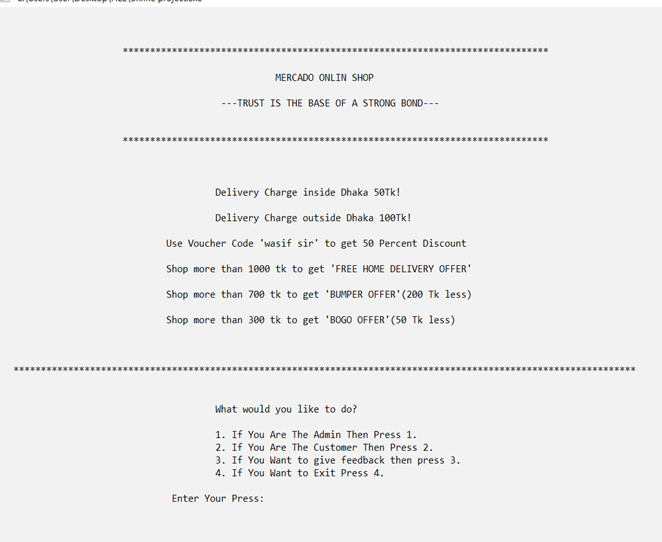 *******************************************************************************
MERCADO ONLIN SHOP
---TRUST IS THE BASE OF A STRONG BOND---
*******************************************************************************
Delivery Charge inside Dhaka 50Tk!
Delivery Charge outside Dhaka 100Tk!
Use Voucher Code 'wasif sir' to get 50 Percent Discount
Shop more than 1000 tk to get 'FREE HOME DELIVERY OFFER'
Shop more than 700 tk to get 'BUMPER OFFER'(200 Tk less)
Shop more than 300 tk to get 'BOGO OFFER'(50 Tk less)
*******************************************************************************************************************
What would you like to do?
1. If You Are The Admin Then Press 1.
2. If You Are The Customer Then Press 2.
3. If You Want to give feedback then press 3.
4. If You Want to Exit Press 4.
Enter Your Press: